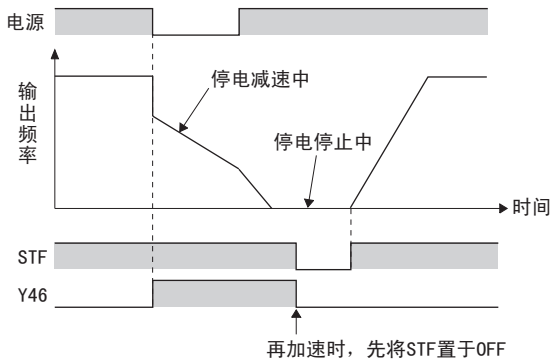 电源
输出频率
停电减速中
停电停止中
时间
STF
Y46
再加速时，先将STF置于OFF